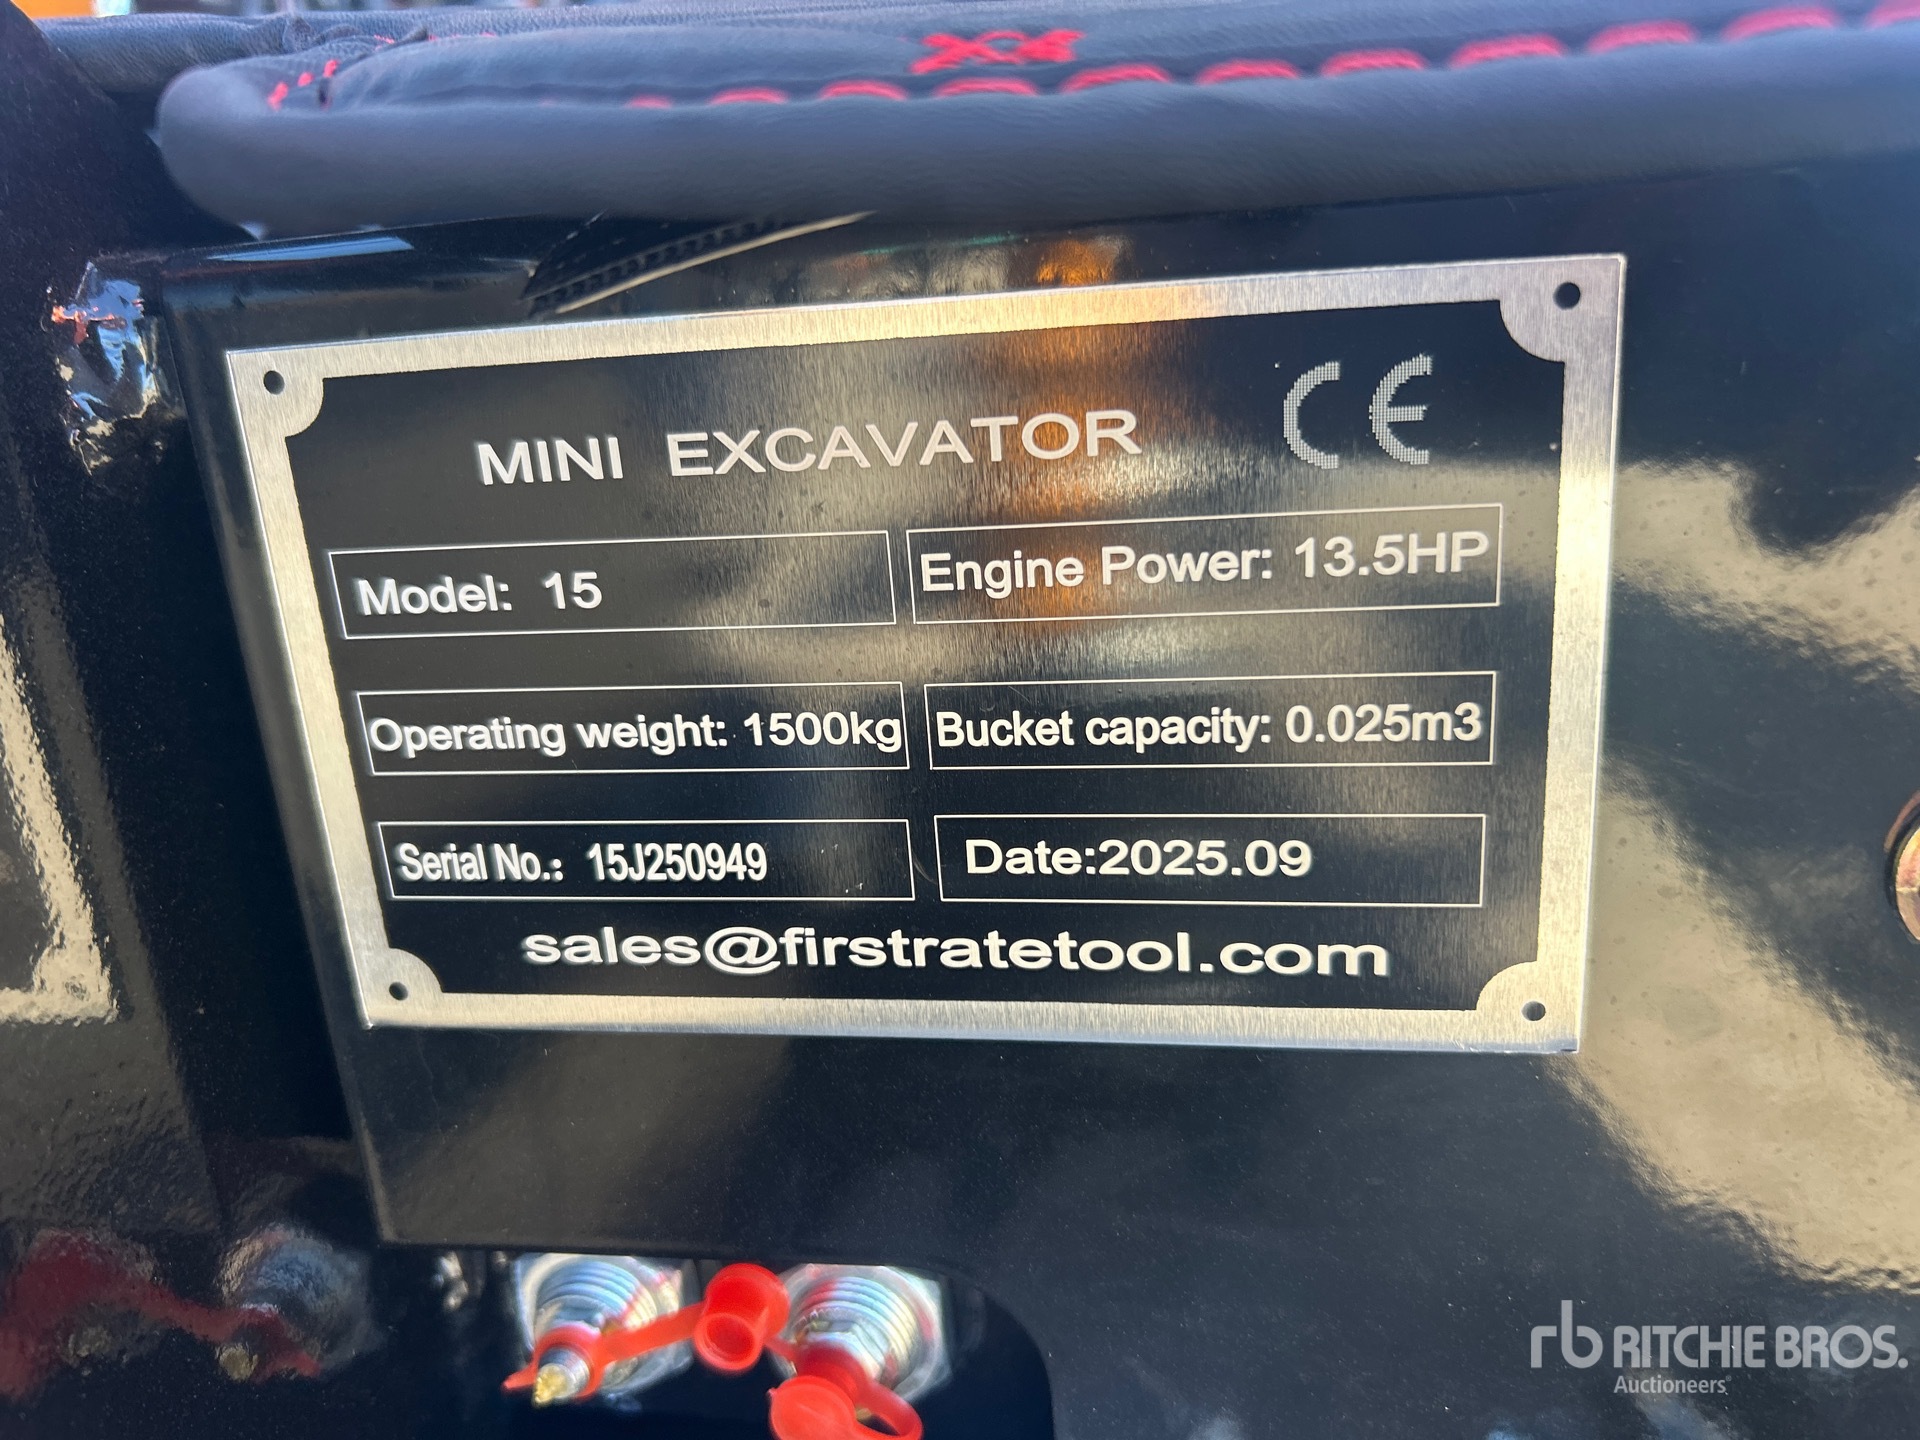 MINI EXCAVATOR CE
Model: 15
Engine Power: 13.5HP
Operating weight: 1500kg
Bucket capacity: 0.025m3
Serial No.: 15J250949
Date:2025.09
sales@firstratetool.com
rb RITCHIE BROS.
Auctioneers